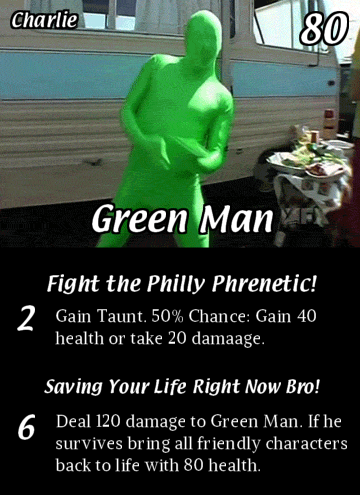 Charlie
80
Green Man
FX
Fight the Philly Phrenetic!
2
Gain Taunt. 50% Chance: Gain 40
health or take 20 damaage.
Saving Your Life Right Now Bro!
6
Deal 120 damage to Green Man. If he
survives bring all friendly characters
back to life with 80 health.